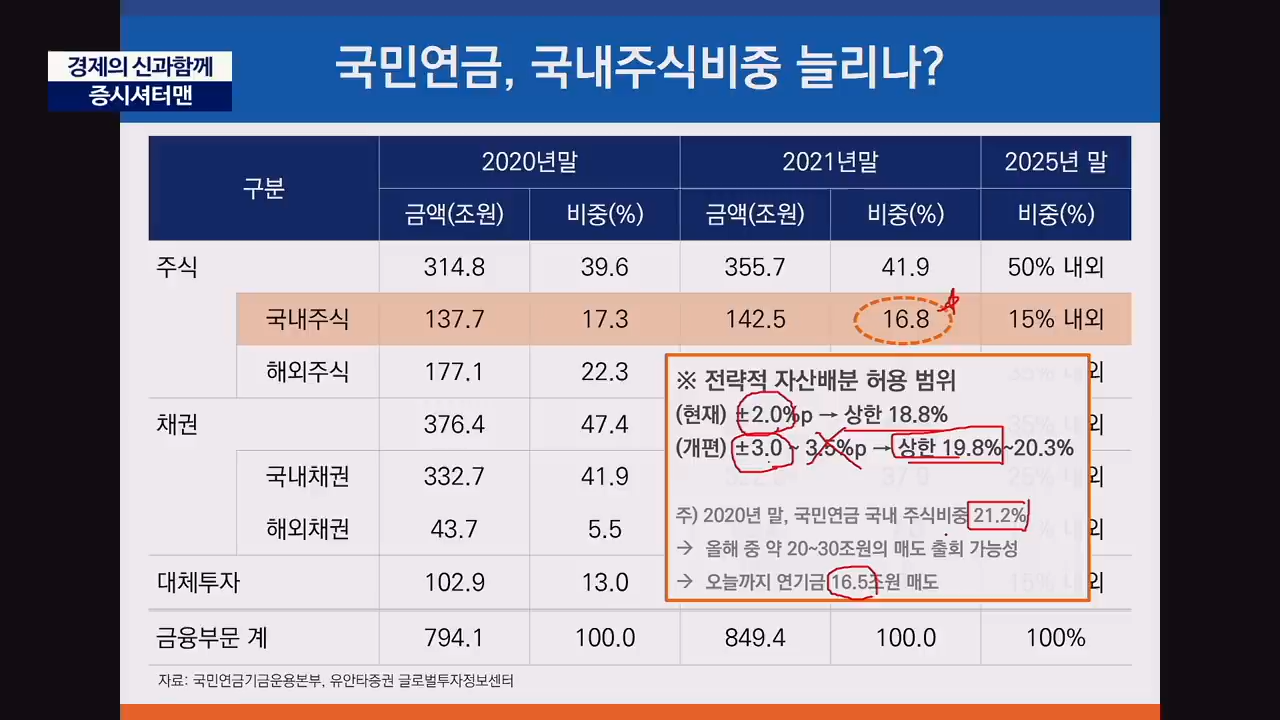 경제의 신과함께
증시셔터맨
국민연금, 국내주식비중 늘리나?
구분 2020년말 2021년말 2025년 말
금액(조원) 비중(%) 금액(조원) 비중(%) 비중(%)
주식 314.8 39.6 355.7 41.9 50% 내외
국내주식 137.7 17.3 142.5 16.8 15% 내외
해외주식 177.1 22.3
채권 376.4 47.4
국내채권 332.7 41.9
해외채권 43.7 5.5
대체투자 102.9 13.0
금융부문 계 794.1 100.0 849.4 100.0 100%
※ 전략적 자산배분 허용 범위
(현재) ±2.0%p → 상한 18.8%
(개편) ±3.0 ~ 3.5%p → 상한 19.8%~20.3%
주) 2020년 말, 국민연금 국내 주식비중 21.2%
→ 올해 중 약 20~30조원의 매도 출회 가능성
→ 오늘까지 연기금 16.5조원 매도
자료: 국민연금기금운용본부, 유안타증권 글로벌투자정보센터